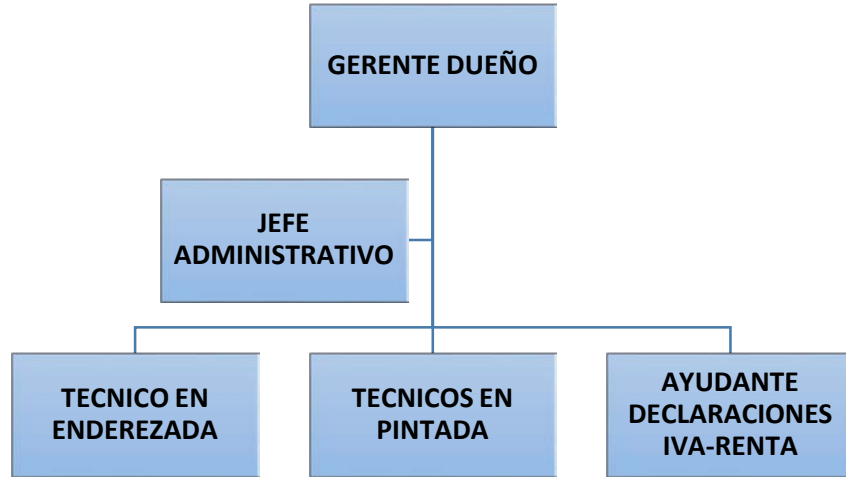 GERENTE DUEÑO
JEFE
ADMINISTRATIVO
TECNICO EN
ENDEREZADA
TECNICOS EN
PINTADA
AYUDANTE
DECLARACIONES
IVA-RENTA